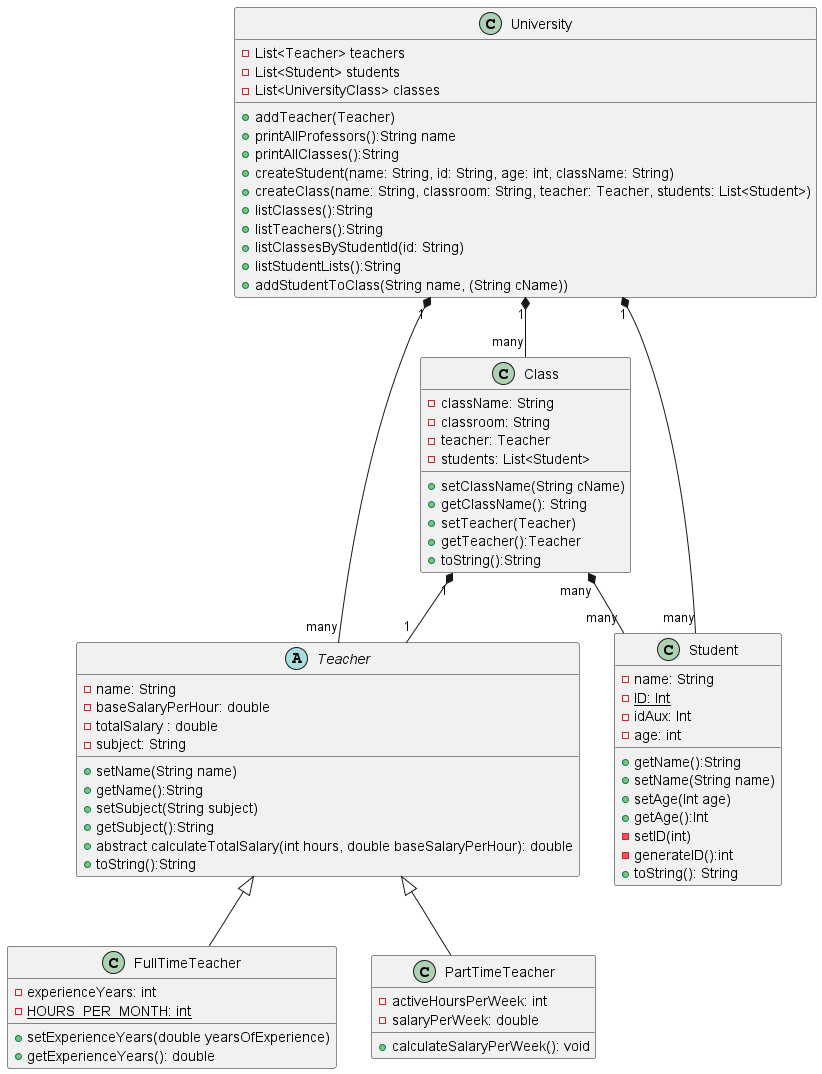 C University
List<Teacher> teachers
List<Student> students
List<UniversityClass> classes
addTeacher(Teacher)
printAllProfessors():String name
printAllClasses():String
createStudent(name: String, id: String, age: int, className: String)
createClass(name: String, classroom: String, teacher: Teacher, students: List<Student>)
listClasses():String
listTeachers():String
listClassesByStudentId(id: String)
listStudentLists():String
addStudentToClass(String name, (String cName))
1
1
1
many
C Class
className: String
classroom: String
teacher: Teacher
students: List<Student>
setClassName(String cName)
getClassName(): String
setTeacher(Teacher)
getTeacher():Teacher
toString():String
1
many
many
1
many
many
A Teacher
name: String
baseSalaryPerHour: double
totalSalary : double
subject: String
setName(String name)
getName():String
setSubject(String subject)
getSubject():String
abstract calculateTotalSalary(int hours, double baseSalaryPerHour): double
toString():String
C Student
name: String
ID: Int
idAux: Int
age: int
getName():String
setName(String name)
setAge(Int age)
getAge():Int
setID(int)
generateID():int
toString(): String
C FullTimeTeacher
experienceYears: int
HOURS_PER_MONTH: int
setExperienceYears(double yearsOfExperience)
getExperienceYears(): double
C PartTimeTeacher
activeHoursPerWeek: int
salaryPerWeek: double
calculateSalaryPerWeek(): void